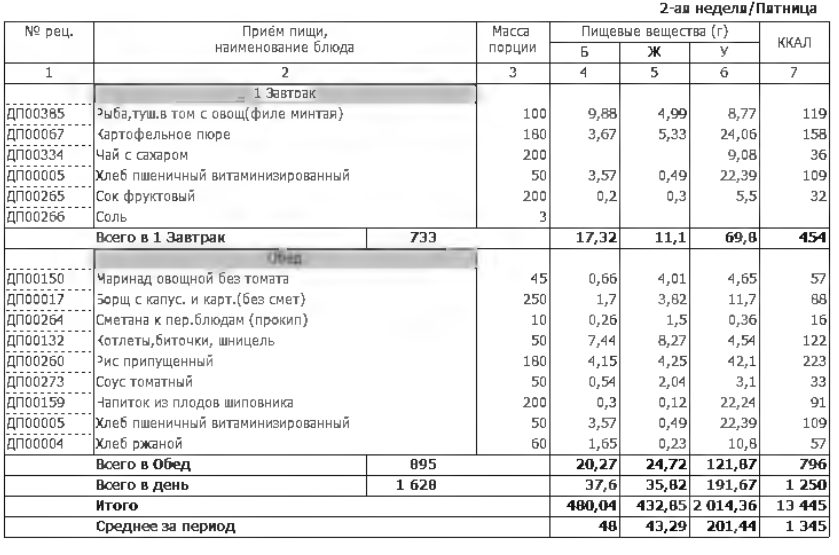 2-ая неделя/Пятница
№ рец. Приём пищи, наименование блюда Масса порции Пищевые вещества (г) ККАЛ
Б Ж У
1 2 3 4 5 6 7
1 Завтрак
ДП00385 Рыба,туш.в том с овощ(филе минтая) 100 9,88 4,99 8,77 119
ДП00067 Картофельное пюре 180 3,67 5,33 24,06 158
ДП00334 Чай с сахаром 200 9,08 36
ДП00005 Хлеб пшеничный витаминизированный 50 3,57 0,49 22,39 109
ДП00265 Сок фруктовый 200 0,2 0,3 5,5 32
ДП00266 Соль 3
Всего в 1 Завтрак 733 17,32 11,1 69,8 454
Обед
ДП00150 Маринад овощной без томата 45 0,66 4,01 4,65 57
ДП00017 Борщ с капус. и карт.(без смет) 250 1,7 3,82 11,7 88
ДП00264 Сметана к пер.блюдам (прокип) 10 0,26 1,5 0,36 16
ДП00132 Котлеты,биточки, шницель 50 7,44 8,27 4,54 122
ДП00260 Рис припущенный 180 4,15 4,25 42,1 223
ДП00273 Соус томатный 50 0,54 2,04 3,1 33
ДП00159 Напиток из плодов шиповника 200 0,3 0,12 22,24 91
ДП00005 Хлеб пшеничный витаминизированный 50 3,57 0,49 22,39 109
ДП00004 Хлеб ржаной 60 1,65 0,23 10,8 57
Всего в Обед 895 20,27 24,72 121,87 796
Всего в день 1 628 37,6 35,82 191,67 1 250
Итого 480,04 432,85 2 014,36 13 445
Среднее за период 48 43,29 201,44 1 345